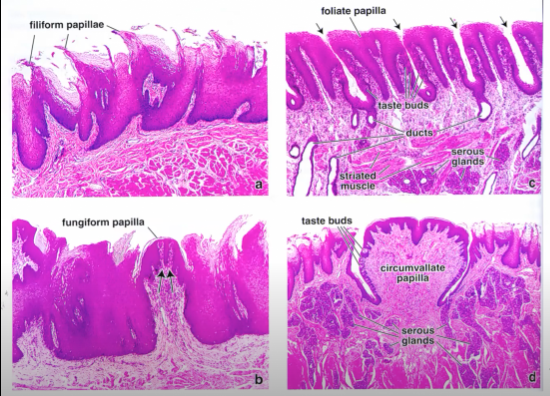 filiform papillae
a
foliate papilla
taste buds
ducts
serous
glands
striated
muscle
c
fungiform papilla
b
taste buds
circumvallate
papilla
serous
glands
d